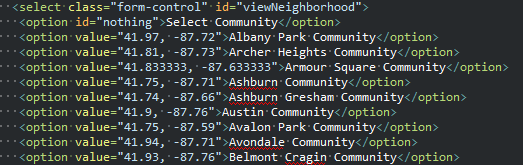 <select class="form-control" id="viewNeighborhood">
<option id="nothing">Select Community</option>
<option value="41.97, -87.72">Albany Park Community</option>
<option value="41.81, -87.73">Archer Heights Community</option>
<option value="41.833333, -87.633333">Armour Square Community</option>
<option value="41.75, -87.71">Ashburn Community</option>
<option value="41.74, -87.66">Ashburn Gresham Community</option>
<option value="41.9, -87.76">Austin Community</option>
<option value="41.75, -87.59">Avalon Park Community</option>
<option value="41.94, -87.71">Avondale Community</option>
<option value="41.93, -87.76">Belmont Cragin Community</option>